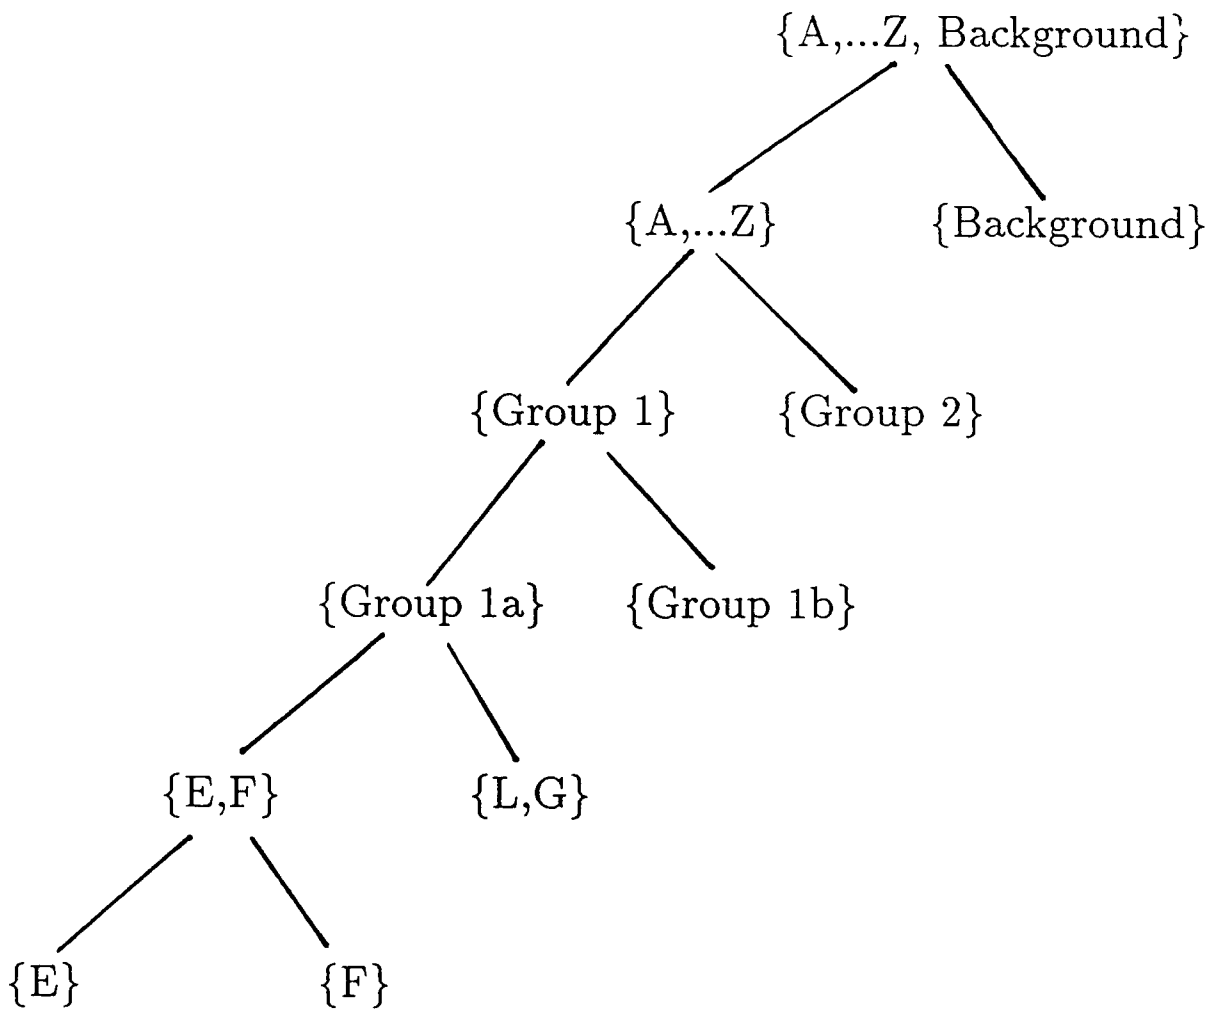 {A,...Z, Background}
{A,...Z} {Background}
{Group 1} {Group 2}
{Group 1a} {Group 1b}
{E,F} {L,G}
{E} {F}